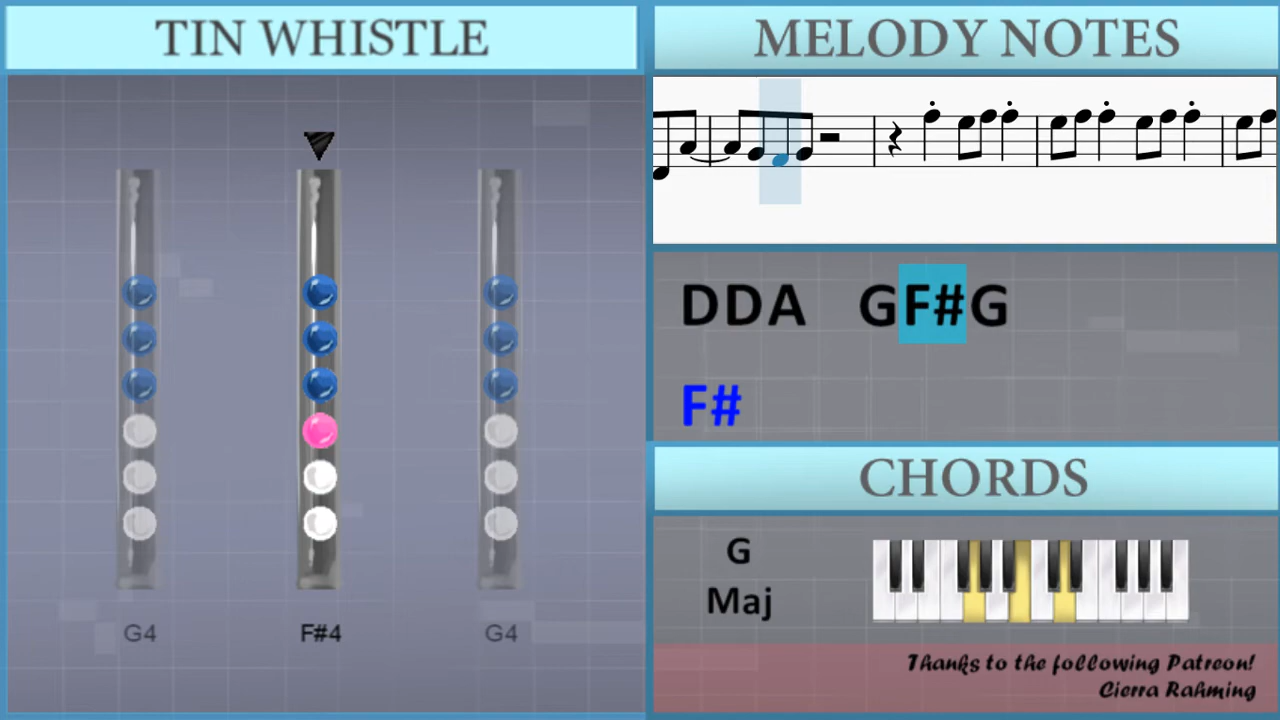 TIN WHISTLE
G4 F#4 G4
MELODY NOTES
DDA GF#G
F#
CHORDS
G
Maj
Thanks to the following Patreon!
Cierra Rahming